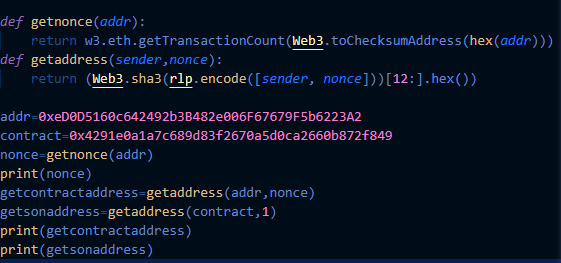 def getnonce(addr):
    return w3.eth.getTransactionCount(Web3.toChecksumAddress(hex(addr)))
def getaddress(sender,nonce):
    return (Web3.sha3(rlp.encode([sender, nonce]))[12:].hex())
addr=0xeD0D5160c642492b3B482e006F67679F5b6223A2
contract=0x4291e0a1a7c689d83f2670a5d0ca2660b872f849
nonce=getnonce(addr)
print(nonce)
getcontractaddress=getaddress(addr,nonce)
getsonaddress=getaddress(contract,1)
print(getcontractaddress)
print(getsonaddress)